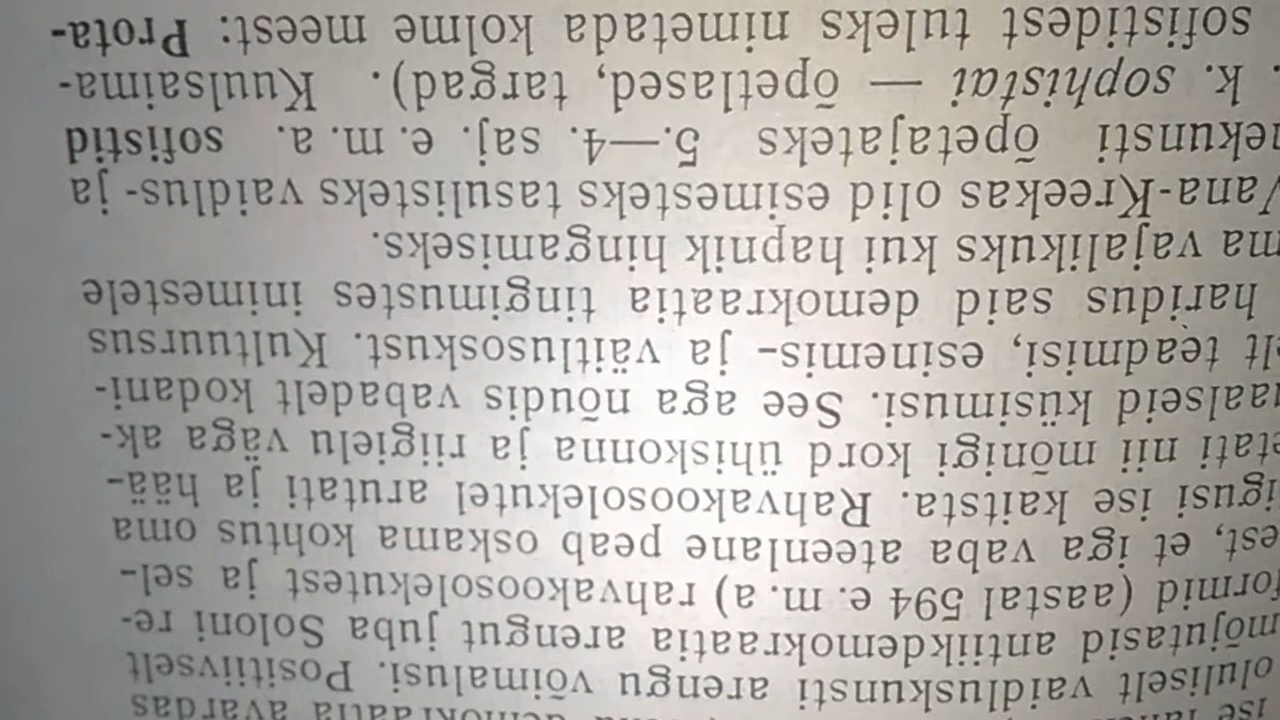 avardas
oluliselt vaidluskunsti arengu võimalusi. Positiivselt
mõjutasid antiikdemokraatia arengut juba Soloni re-
formid (aastal 594 e. m. a) rahvakoosolekutest ja sel-
est, et iga vaba ateenlane peab oskama kohtus oma
igusi ise kaitsta. Rahvakoosolekutel arutati ja hää-
etati nii mõnigi kord ühiskonna ja riigielu väga ak-
aalseid küsimusi. See aga nõudis vabadelt kodani-
elt teadmisi, esinemis- ja väitlusoskust. Kultuursus
haridus said demokraatia tingimustes inimestele
ma vajalikuks kui hapnik hingamiseks.
Vana-Kreekas olid esimesteks tasulisteks vaidlus- ja
ekunsti õpetajateks 5.—4. saj. e. m. a. sofistid
. k. sophistai — õpetlased, targad). Kuulsaima-
sofistidest tuleks nimetada kolme meest: Prota-